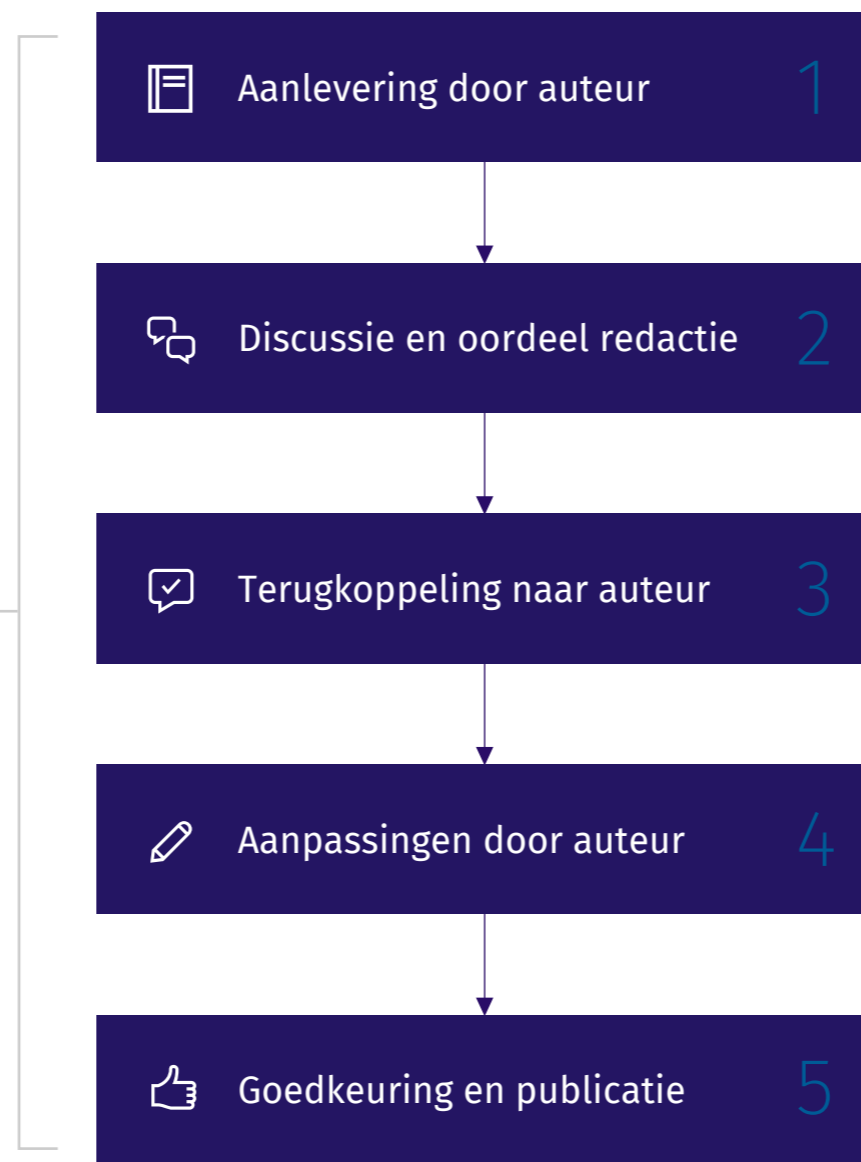 Aanlevering door auteur 1
Discussie en oordeel redactie 2
Terugkoppeling naar auteur 3
Aanpassingen door auteur 4
Goedkeuring en publicatie 5